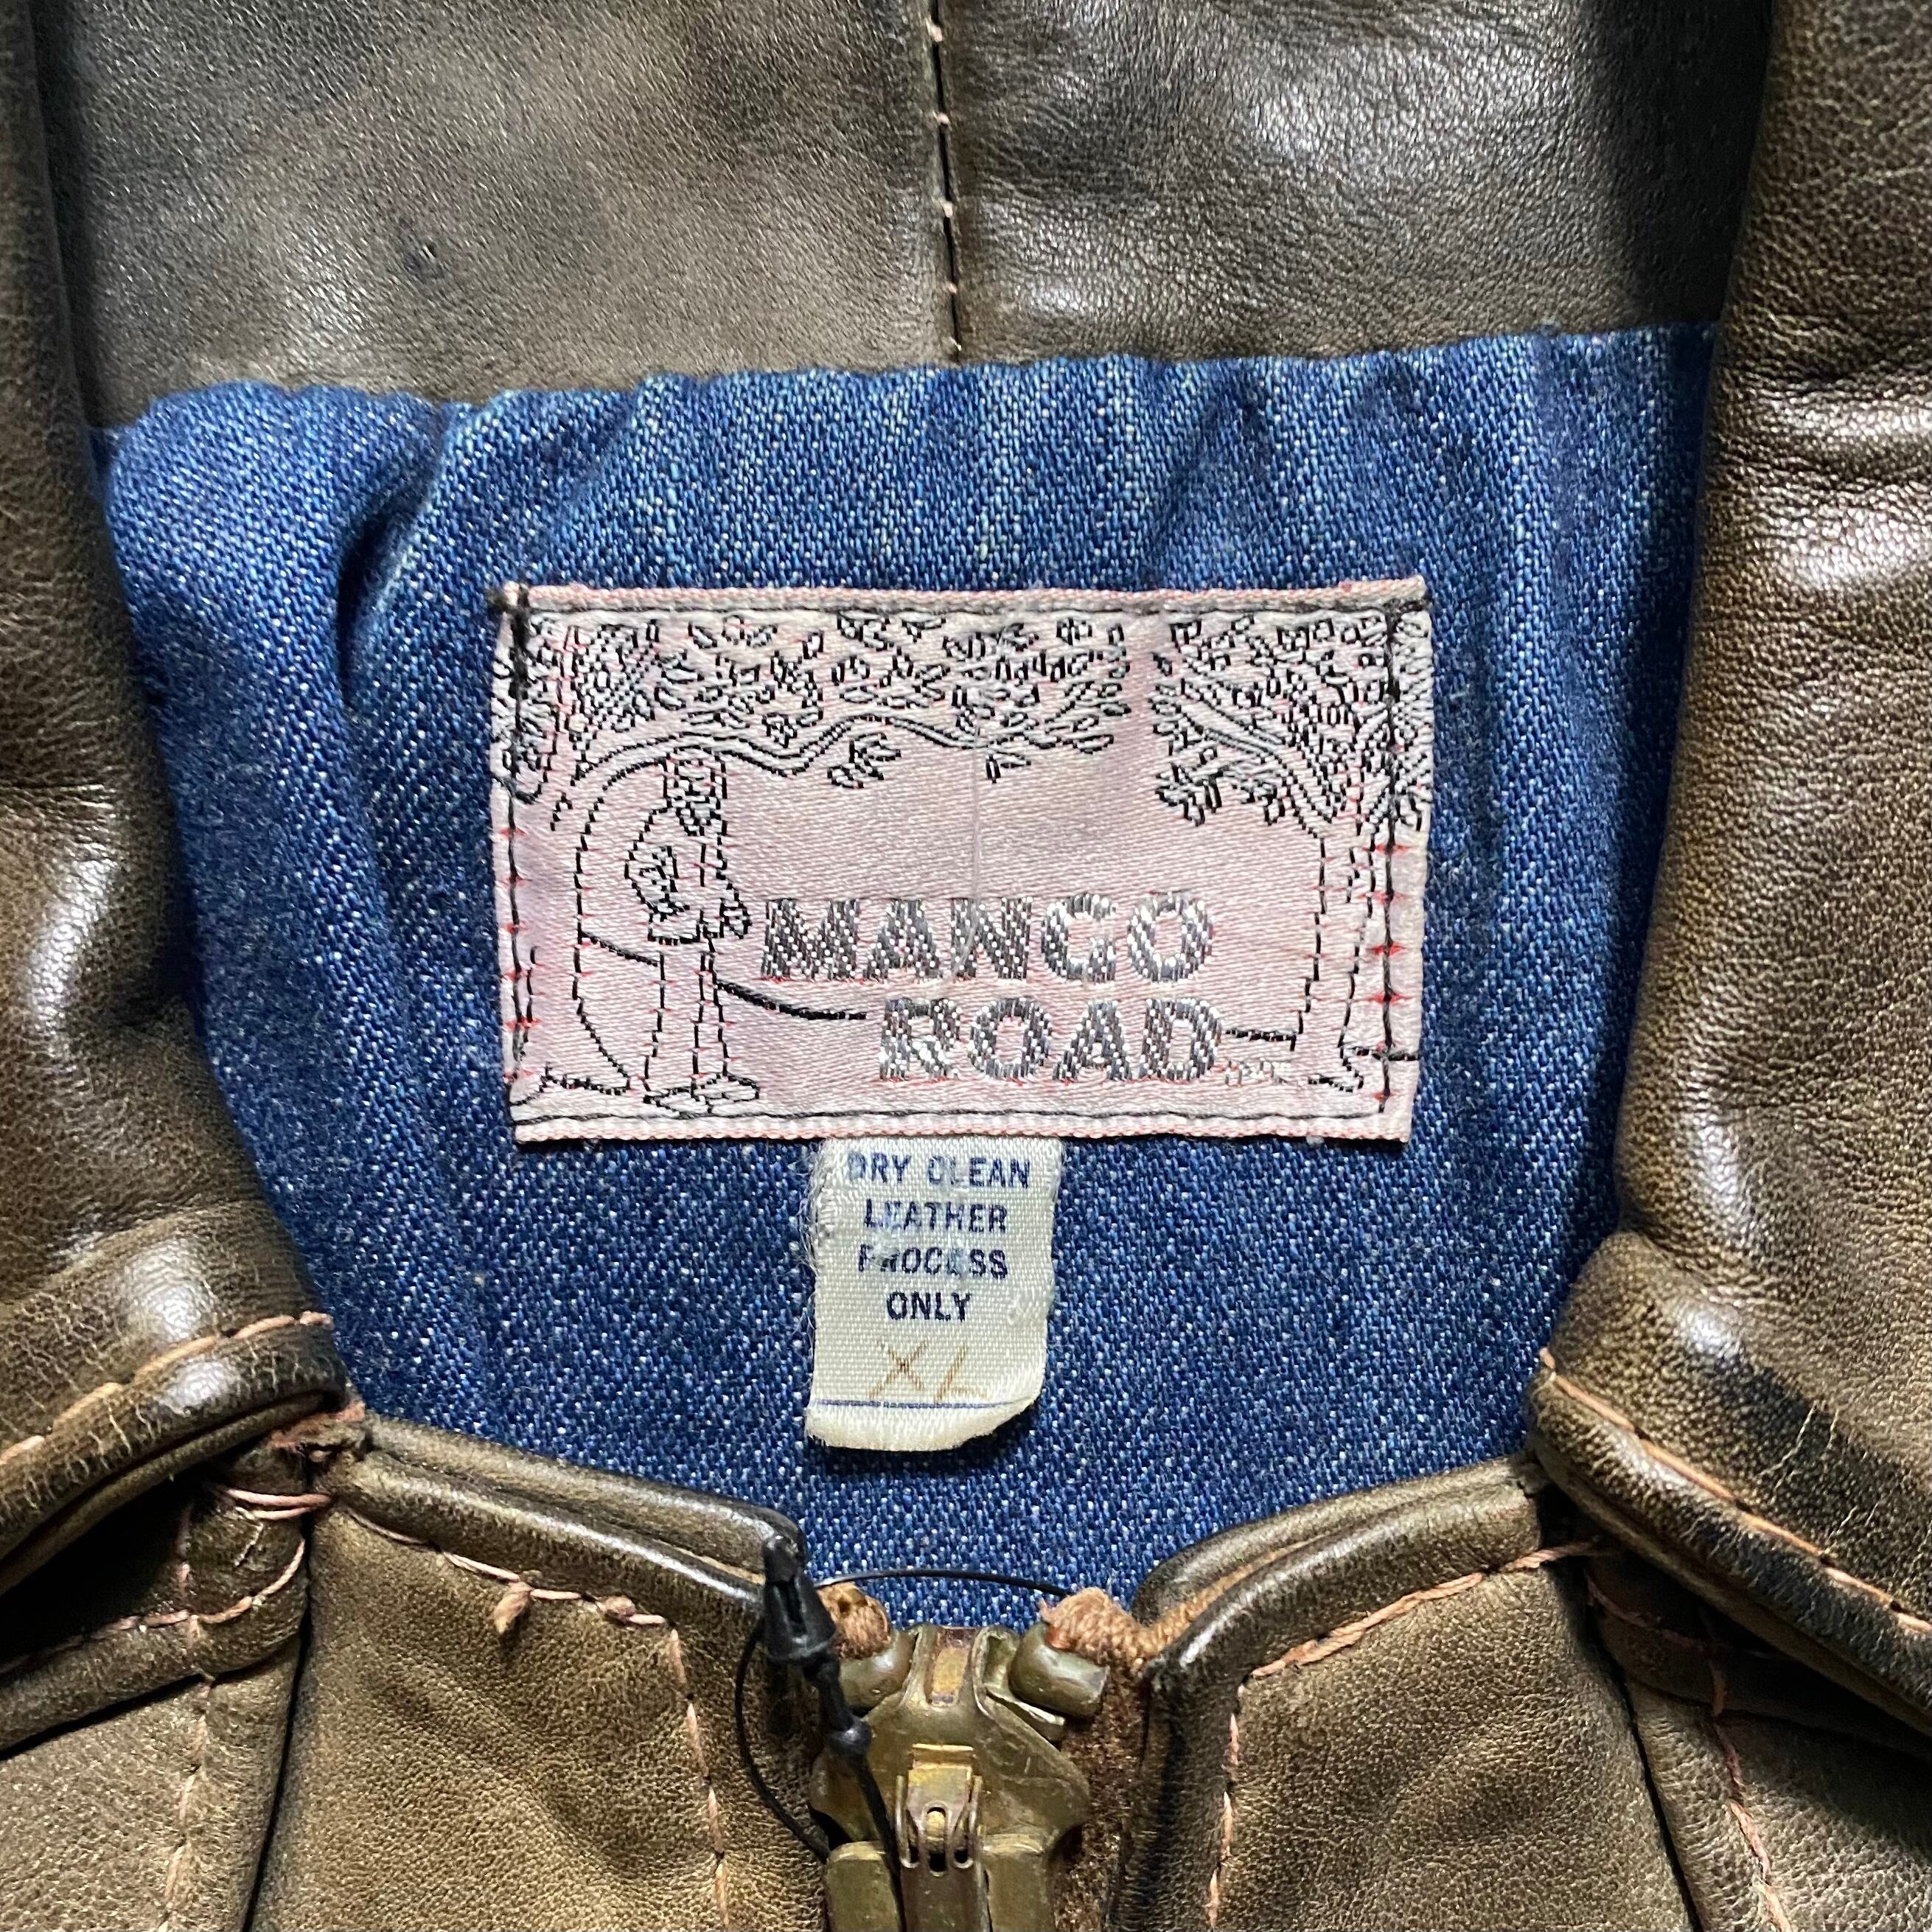 MANGO
ROAD
DRY CLEAN
LEATHER
PROCESS
ONLY
XL